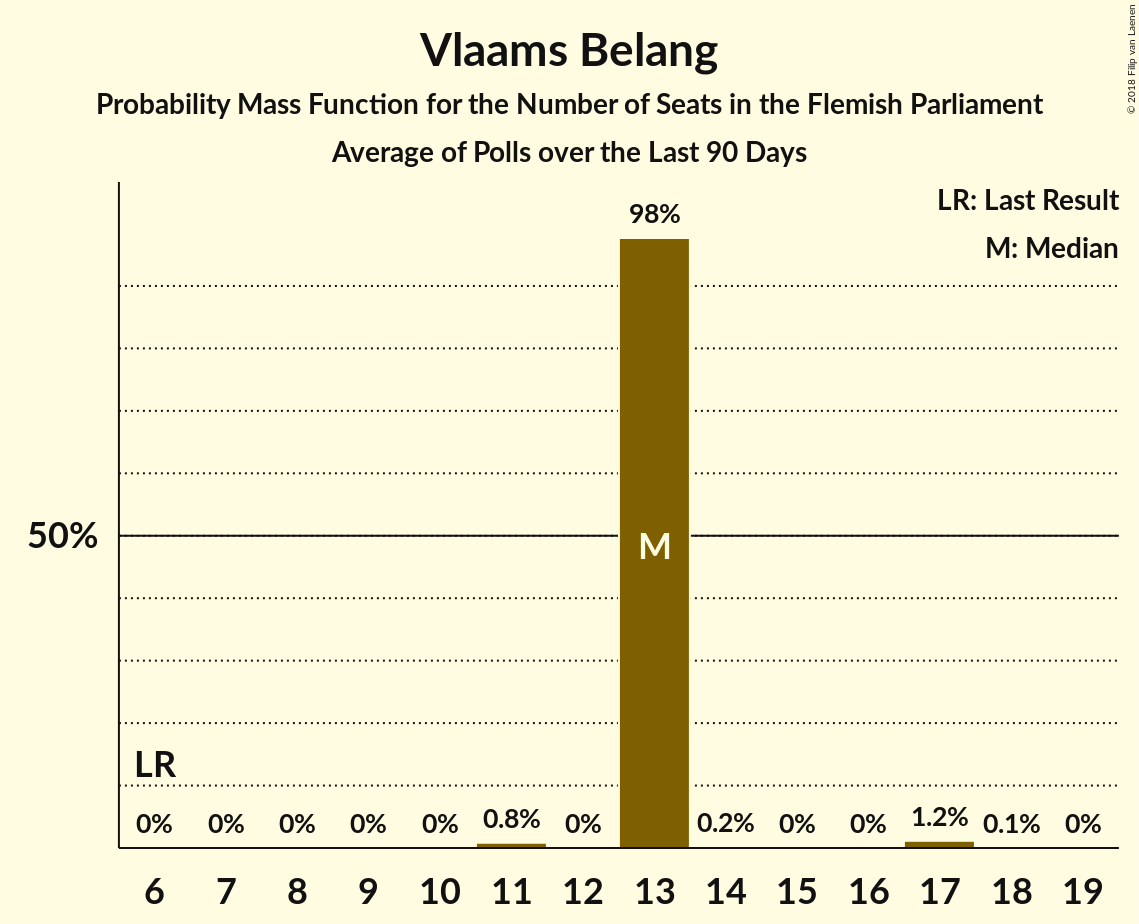 Vlaams Belang
Probability Mass Function for the Number of Seats in the Flemish Parliament
Average of Polls over the Last 90 Days
© 2018 Filip van Laenen
LR: Last Result
M: Median
98%
50%
M
LR
0% 0% 0% 0% 0% 0.8% 0% 0.2% 0% 0% 1.2% 0.1% 0%
6 7 8 9 10 11 12 13 14 15 16 17 18 19